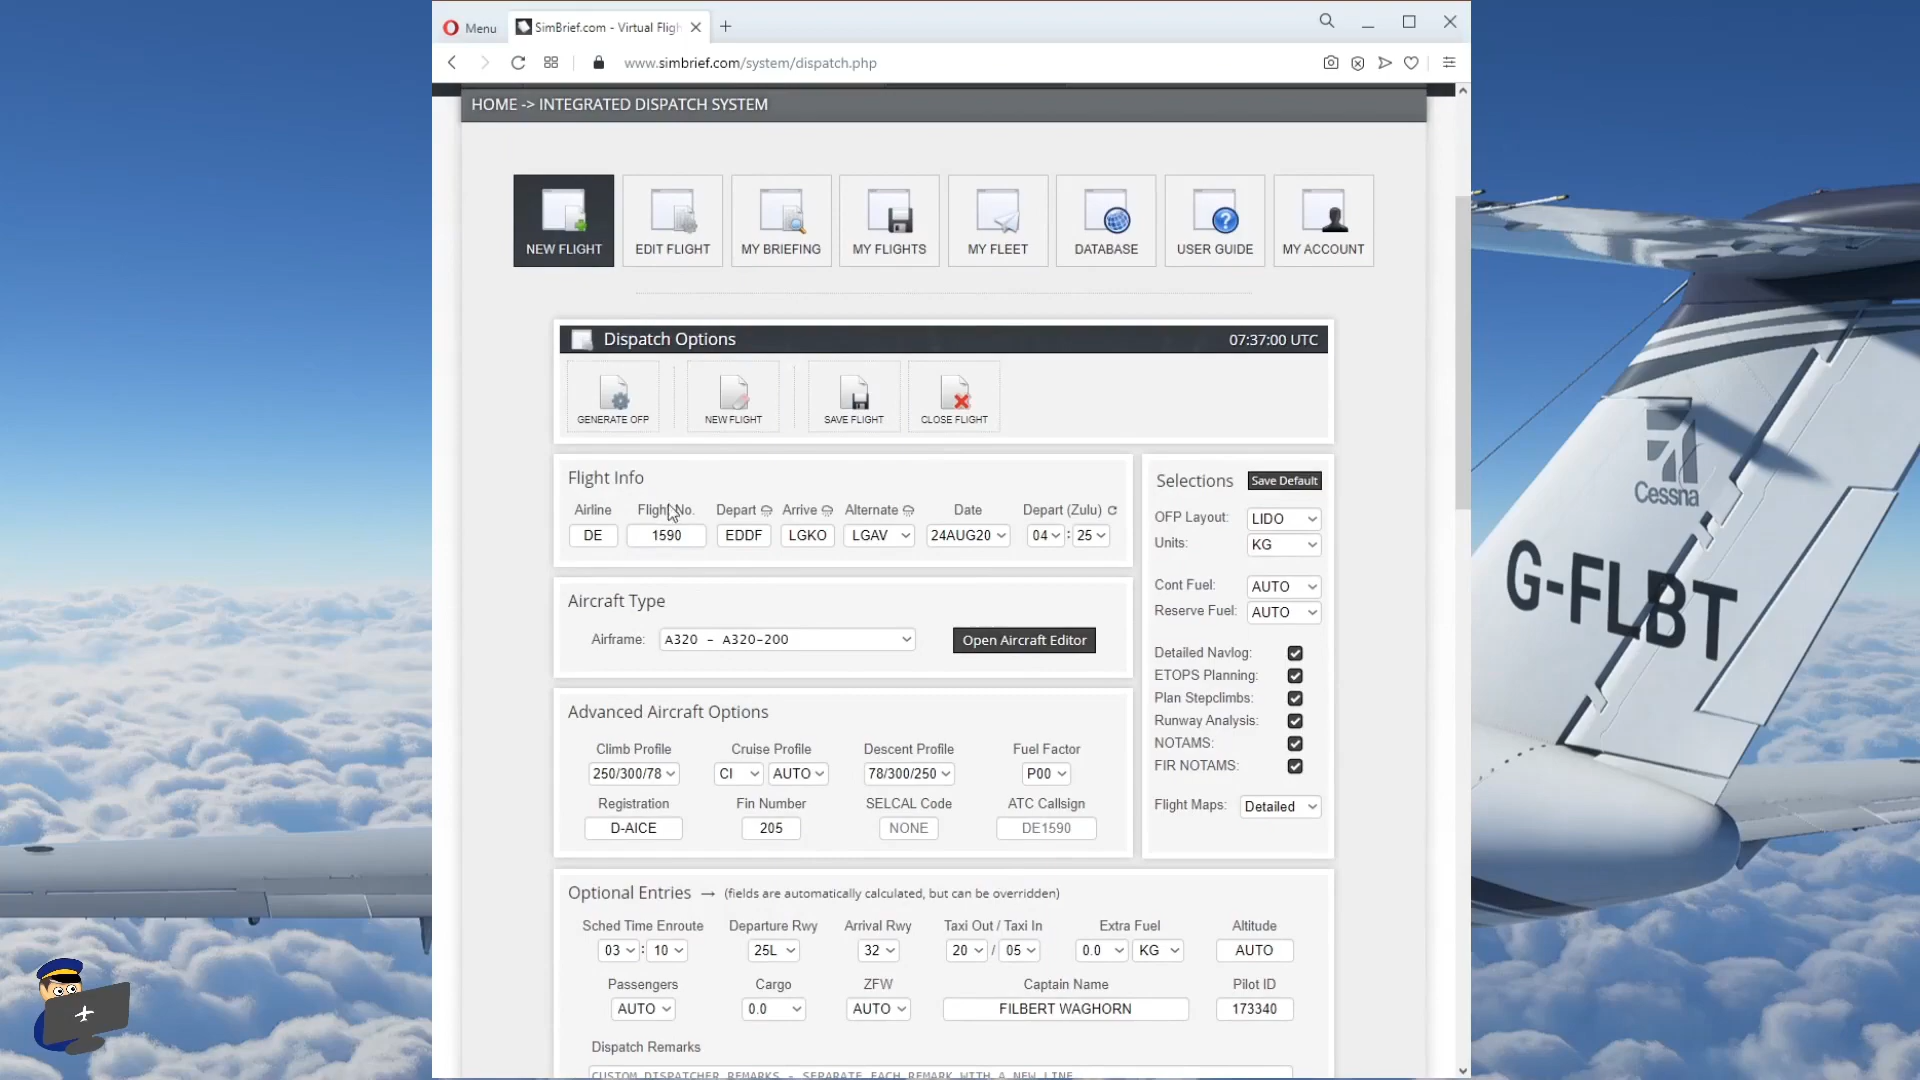 Menu
SimBrief.com - Virtual Fligh
www.simbrief.com/system/dispatch.php
HOME -> INTEGRATED DISPATCH SYSTEM
NEW FLIGHT
EDIT FLIGHT
MY BRIEFING
MY FLIGHTS
MY FLEET
DATABASE
USER GUIDE
MY ACCOUNT
Dispatch Options
07:37:00 UTC
GENERATE OFP
NEW FLIGHT
SAVE FLIGHT
CLOSE FLIGHT
Flight Info
Airline Flight No. Depart Arrive Alternate Date Depart (Zulu)
DE 1590 EDDF LGKO LGAV 24AUG20 04 : 25
Aircraft Type
Airframe: A320 - A320-200 Open Aircraft Editor
Advanced Aircraft Options
Climb Profile Cruise Profile Descent Profile Fuel Factor
250/300/78 CI AUTO 78/300/250 P00
Registration Fin Number SELCAL Code ATC Callsign
D-AICE 205 NONE DE1590
Selections Save Default
OFP Layout: LIDO
Units: KG
Cont Fuel: AUTO
Reserve Fuel: AUTO
Detailed Navlog:
ETOPS Planning:
Plan Stepclimbs:
Runway Analysis:
NOTAMS:
FIR NOTAMS:
Flight Maps: Detailed
Optional Entries → (fields are automatically calculated, but can be overridden)
Sched Time Enroute Departure Rwy Arrival Rwy Taxi Out / Taxi In Extra Fuel Altitude
03 : 10 25L 32 20 / 05 0.0 KG AUTO
Passengers Cargo ZFW Captain Name Pilot ID
AUTO 0.0 AUTO FILBERT WAGHORN 173340
Dispatch Remarks
CUSTOM DISPATCHER REMARKS - SEPARATE EACH REMARK WITH A NEW LINE
Cessna
G-FLBT